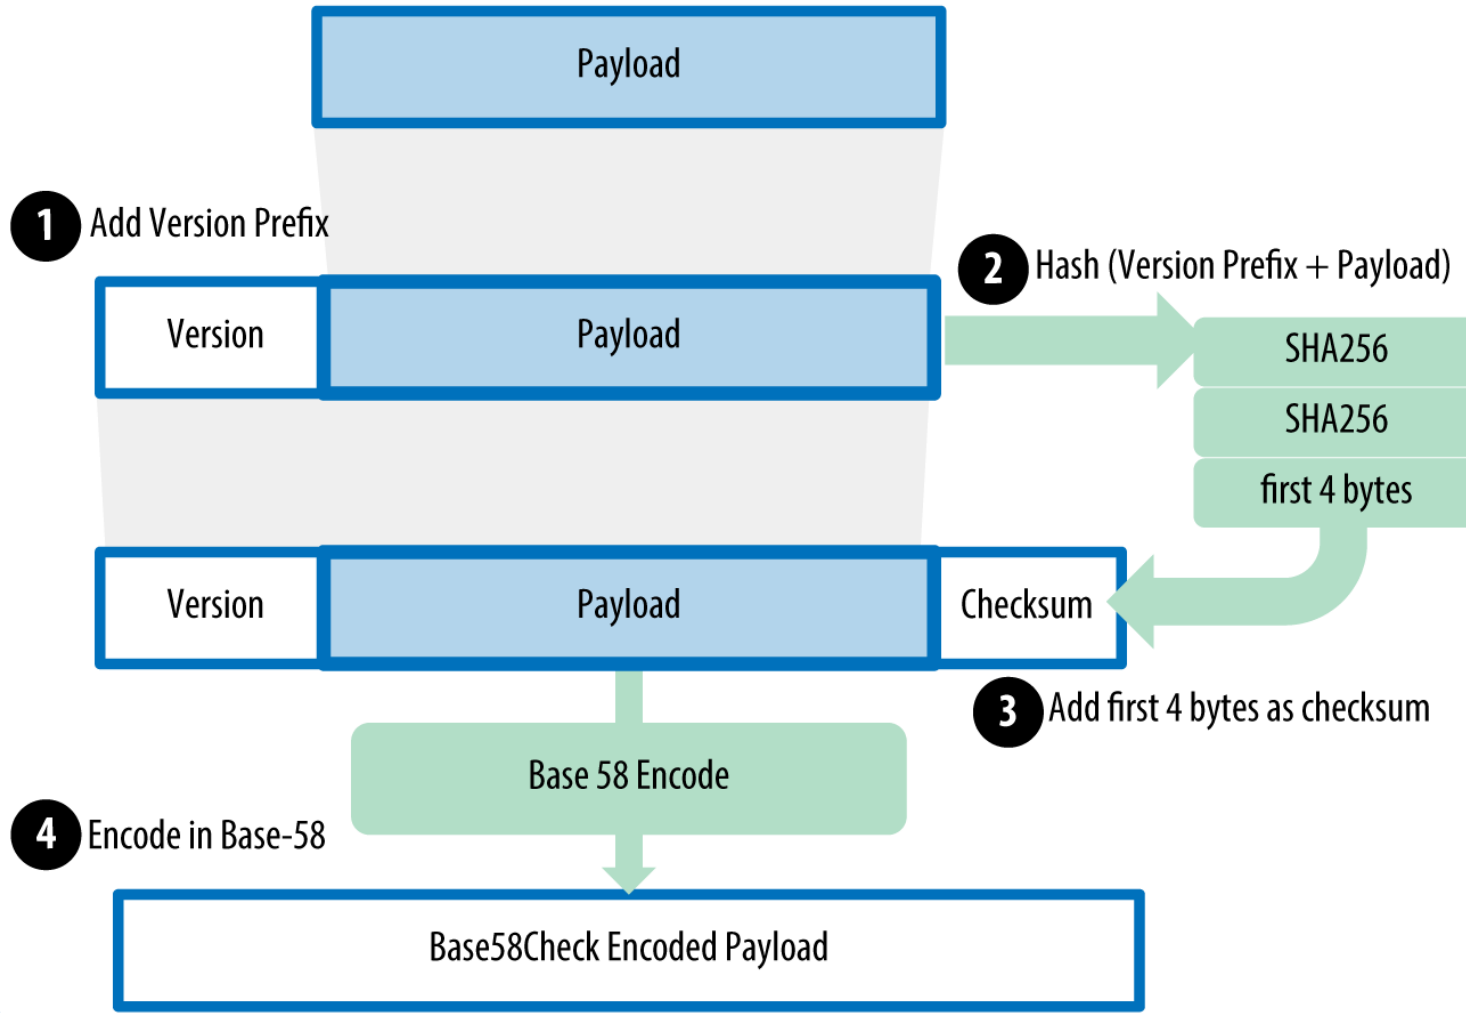 Payload
1 Add Version Prefix
2 Hash (Version Prefix + Payload)
Version Payload
SHA256
SHA256
first 4 bytes
Version Payload Checksum
3 Add first 4 bytes as checksum
Base 58 Encode
4 Encode in Base-58
Base58Check Encoded Payload